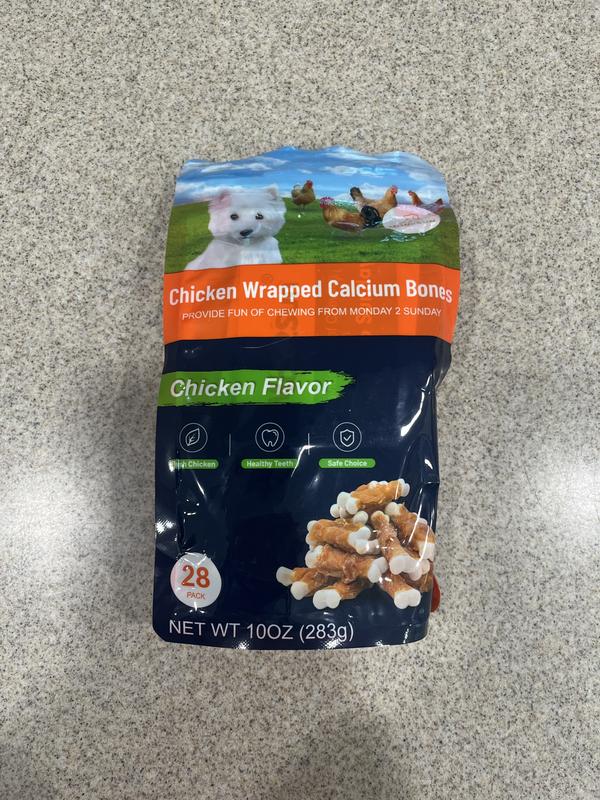 Chicken Wrapped Calcium Bones
PROVIDE FUN OF CHEWING FROM MONDAY 2 SUNDAY
Chicken Flavor
Chicken
Healthy Teeth
Safe Choice
28
PACK
NET WT 10OZ (283g)